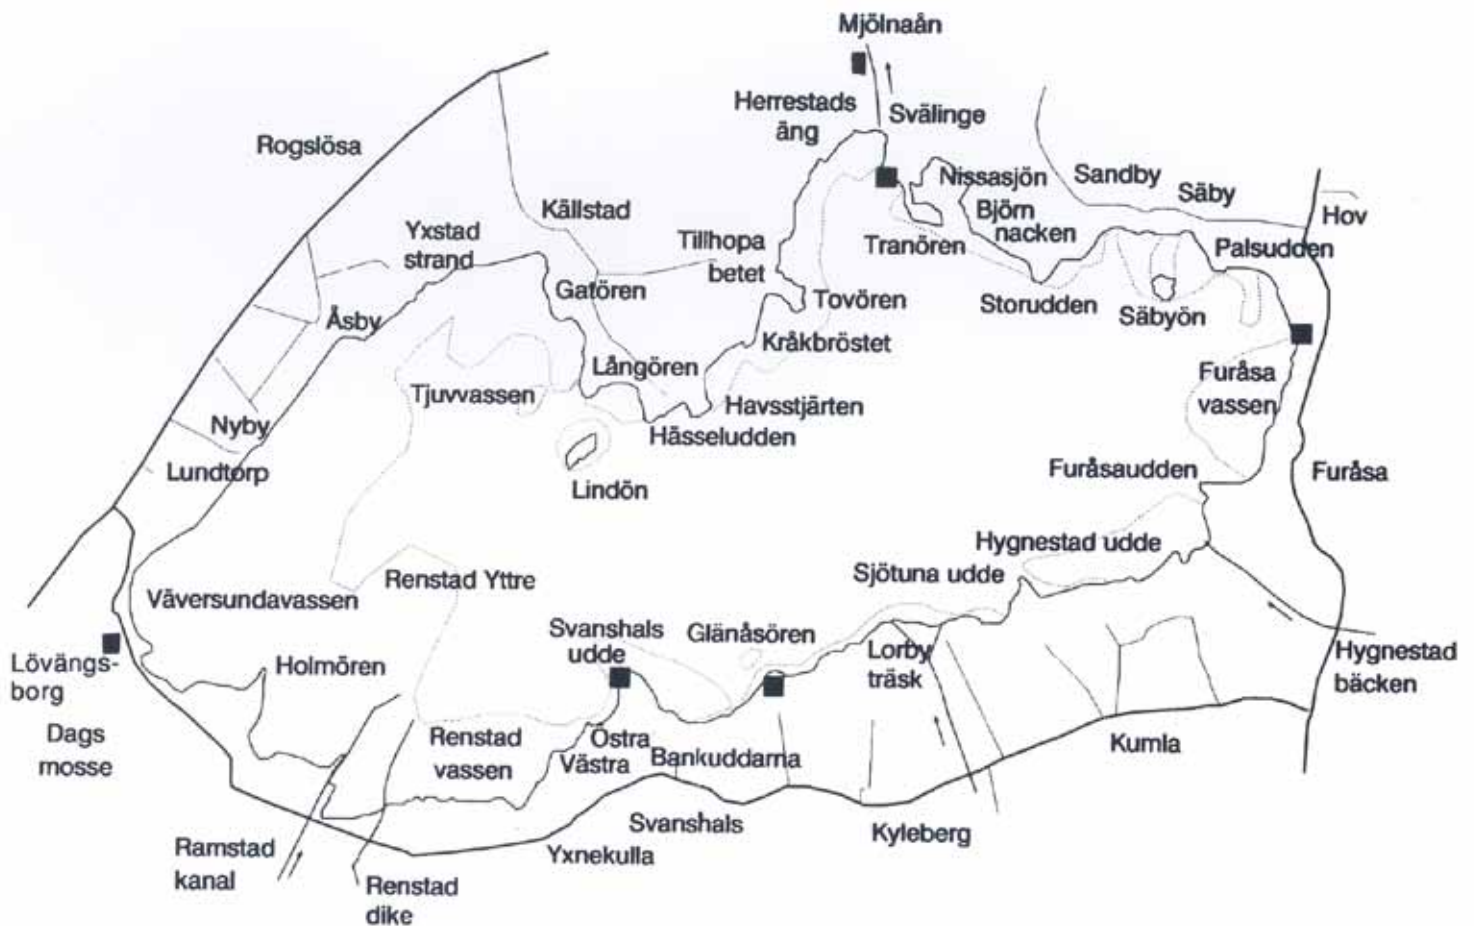 Mjölnaån
Herrestads
äng
Svälinge
Rogslösa
Nissasjön
Sandby
Säby
Hov
Källstad
Björn
nacken
Yxstad
strand
Tillhopa
betet
Tranören
Palsudden
Gatören
Tovören
Storudden
Säbyön
Åsby
Kråkbröstet
Långören
Furåsa
vassen
Tjuvvassen
Havsstjärten
Nyby
Hässeludden
Lundtorp
Furåsaudden
Furåsa
Lindön
Hygnestad udde
Renstad Yttre
Sjötuna udde
Väversundavassen
Svanshals
udde
Glänåsören
Lövängs-
borg
Holmören
Lorby
träsk
Hygnestad
bäcken
Dags
mosse
Renstad
vassen
Östra
Västra
Bankuddarna
Kumla
Svanshals
Kyleberg
Ramstad
kanal
Yxnekulla
Renstad
dike